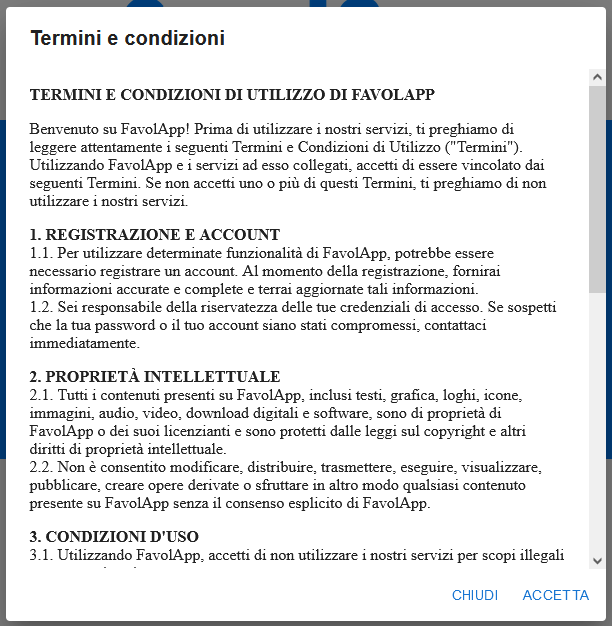 Termini e condizioni
TERMINI E CONDIZIONI DI UTILIZZO DI FAVOLAPP
Benvenuto su FavolApp! Prima di utilizzare i nostri servizi, ti preghiamo di
leggere attentamente i seguenti Termini e Condizioni di Utilizzo ("Termini").
Utilizzando FavolApp e i servizi ad esso collegati, accetti di essere vincolato dai
seguenti Termini. Se non accetti uno o più di questi Termini, ti preghiamo di non
utilizzare i nostri servizi.
1. REGISTRAZIONE E ACCOUNT
1.1. Per utilizzare determinate funzionalità di FavolApp, potrebbe essere
necessario registrare un account. Al momento della registrazione, fornirai
informazioni accurate e complete e terrai aggiornate tali informazioni.
1.2. Sei responsabile della riservatezza delle tue credenziali di accesso. Se sospetti
che la tua password o il tuo account siano stati compromessi, contattaci
immediatamente.
2. PROPRIETÀ INTELLETTUALE
2.1. Tutti i contenuti presenti su FavolApp, inclusi testi, grafica, loghi, icone,
immagini, audio, video, download digitali e software, sono di proprietà di
FavolApp o dei suoi licenzianti e sono protetti dalle leggi sul copyright e altri
diritti di proprietà intellettuale.
2.2. Non è consentito modificare, distribuire, trasmettere, eseguire, visualizzare,
pubblicare, creare opere derivate o sfruttare in altro modo qualsiasi contenuto
presente su FavolApp senza il consenso esplicito di FavolApp.
3. CONDIZIONI D'USO
3.1. Utilizzando FavolApp, accetti di non utilizzare i nostri servizi per scopi illegali
CHIUDI ACCETTA